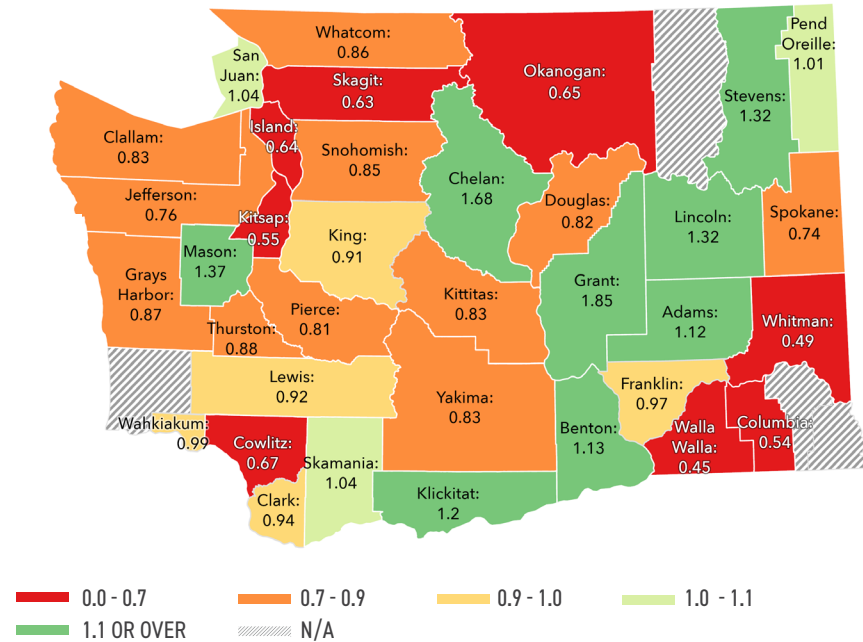 Whatcom:
0.86
San
Juan:
1.04
Skagit:
0.63
Okanogan:
0.65
Pend
Oreille:
1.01
Stevens:
1.32
Clallam:
0.83
Island:
0.64
Snohomish:
0.85
Chelan:
1.68
Douglas:
0.82
Jefferson:
0.76
Kitsap:
0.55
King:
0.91
Lincoln:
1.32
Spokane:
0.74
Mason:
1.37
Grays
Harbor:
0.87
Thurston:
0.88
Pierce:
0.81
Kittitas:
0.83
Grant:
1.85
Adams:
1.12
Whitman:
0.49
Lewis:
0.92
Yakima:
0.83
Franklin:
0.97
Wahkiakum:
0.99
Cowlitz:
0.67
Skamania:
1.04
Benton:
1.13
Walla
Walla:
0.45
Columbia:
0.54
Clark:
0.94
Klickitat:
1.2
0.0 - 0.7
0.7 - 0.9
0.9 - 1.0
1.0 - 1.1
1.1 OR OVER
N/A